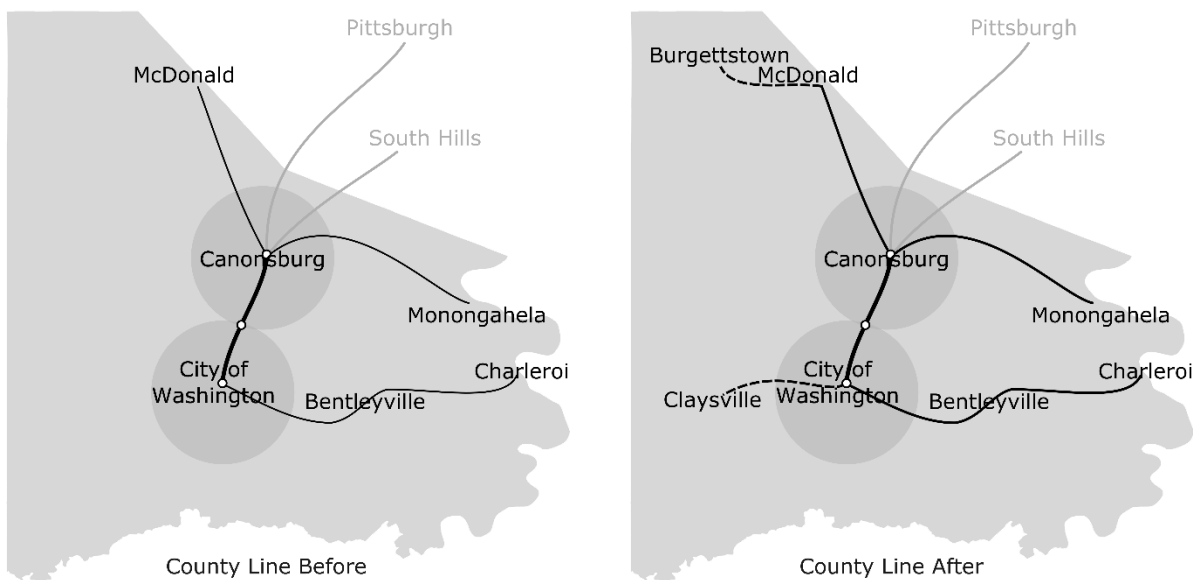 Pittsburgh
McDonald
South Hills
Canonsburg
Monongahela
City of
Washington
Bentleyville
Charleroi
County Line Before
Pittsburgh
Burgettstown
McDonald
South Hills
Canonsburg
Monongahela
City of
Washington
Claysville
Bentleyville
Charleroi
County Line After